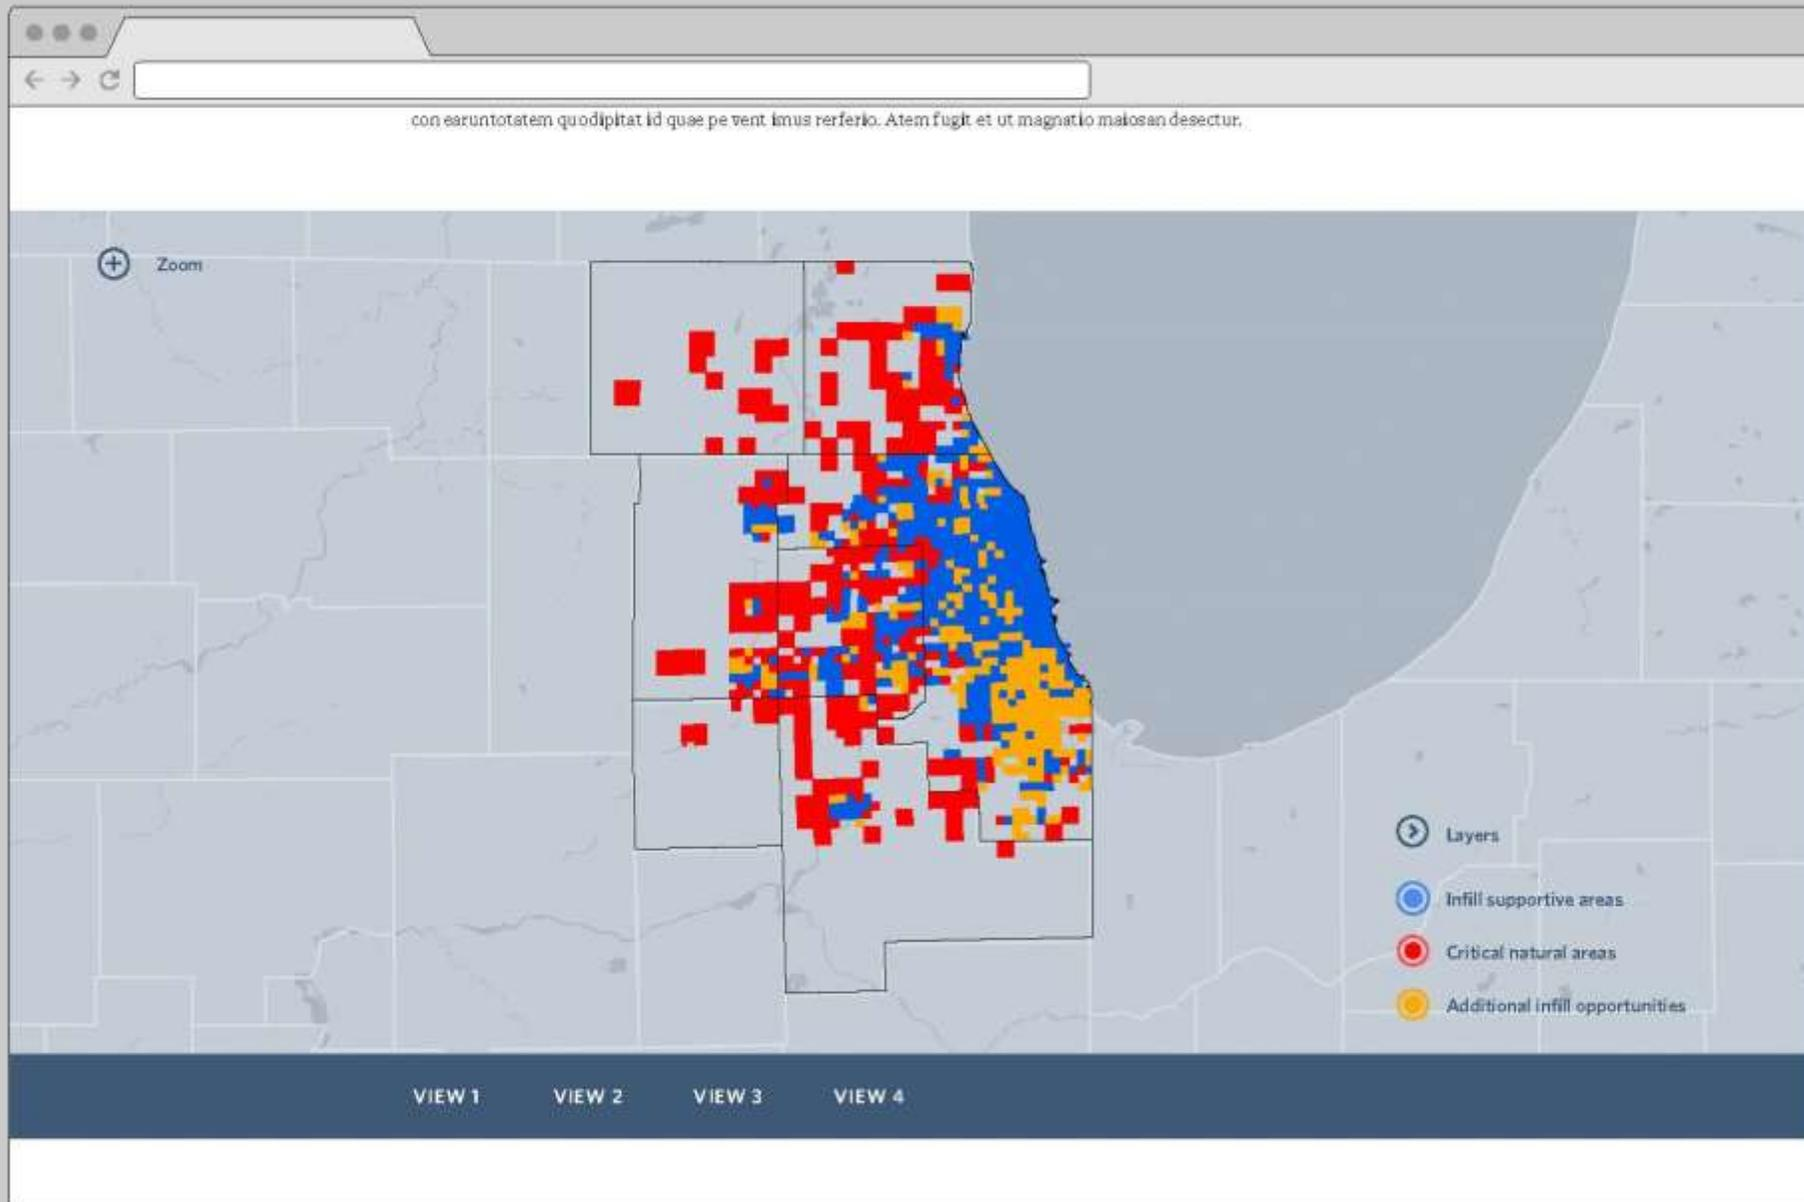 con earuntotatem quodipitat id quae pe vent imus rerferio. Atem fugit et ut magnatio maiosan desectur.
Zoom
Layers
Infill supportive areas
Critical natural areas
Additional infill opportunities
VIEW 1
VIEW 2
VIEW 3
VIEW 4